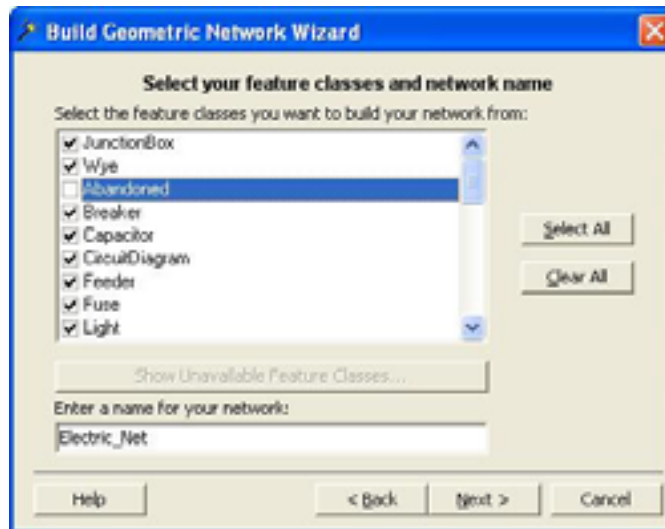 Build Geometric Network Wizard
Select your feature classes and network name
Select the feature classes you want to build your network from:
JunctionBox
Wye
Abandoned
Breaker
Capacitor
CircuitDiagram
Feeder
Fuse
Light
Select All
Clear All
Show Unavailable Feature Classes...
Enter a name for your network:
Electric_Net
Help
< Back
Next >
Cancel